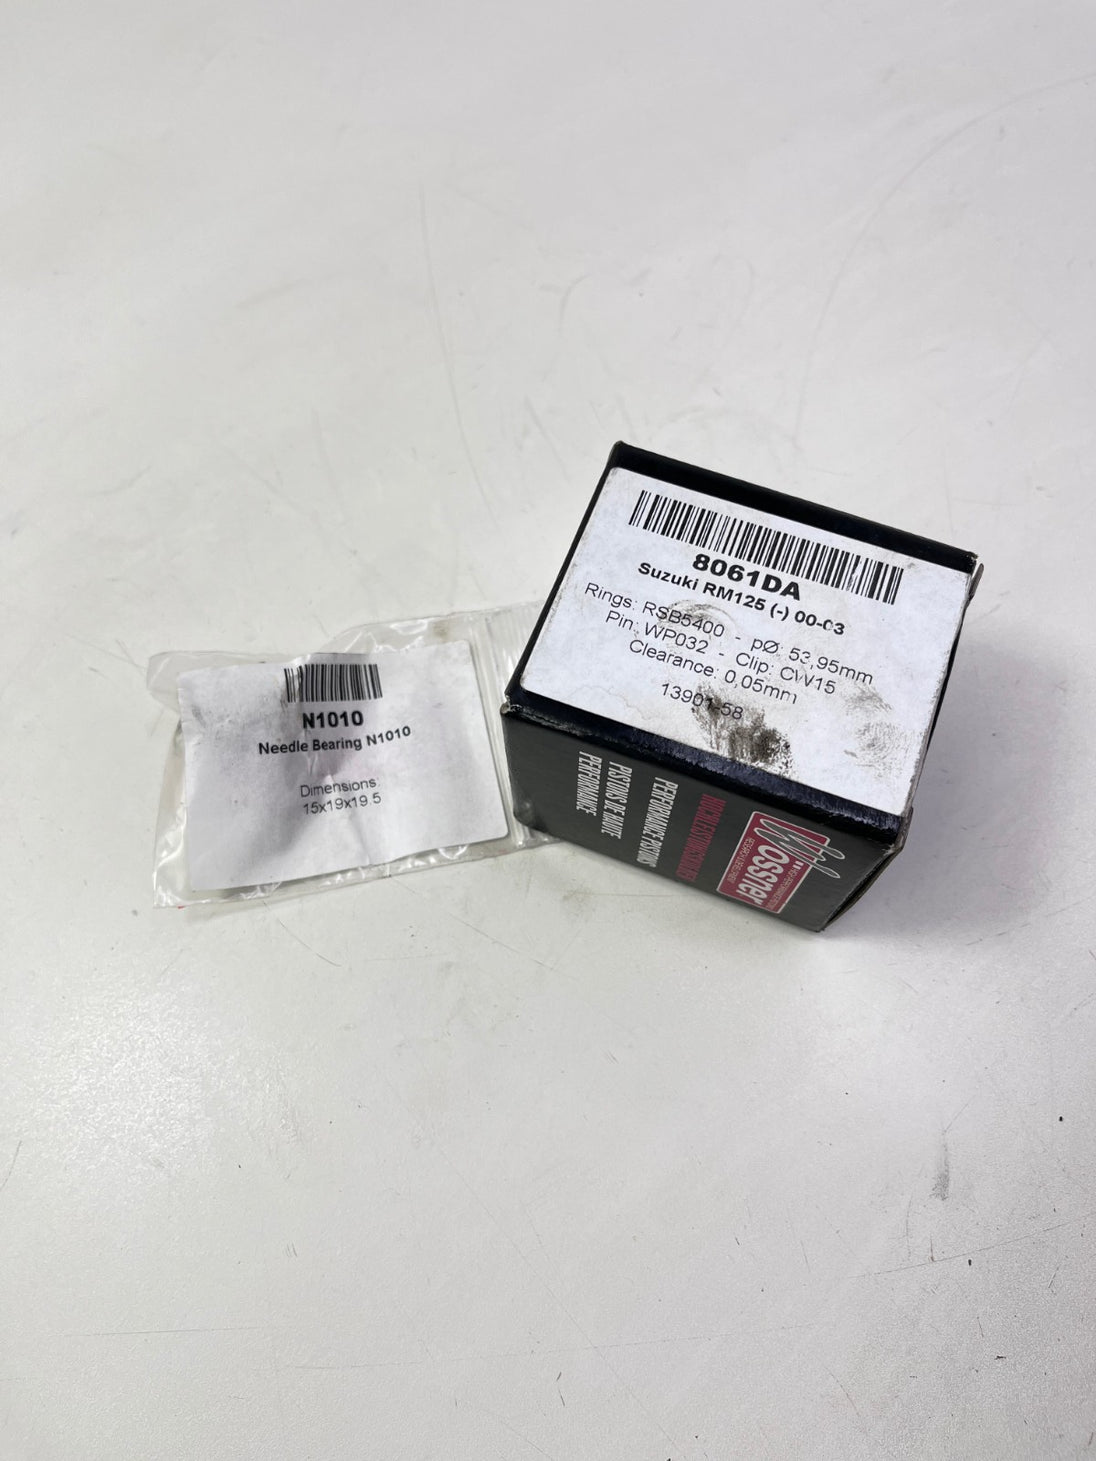 8061DA
Suzuki RM125 (-) 00-03
Rings: RSB5400 - pØ: 53,95mm
Pin: WP032 - Clip: CW15
Clearance: 0,05mm
13901-58
N1010
Needle Bearing N1010
Dimensions:
15x19x19.5
Wossner
HOCHLEISTUNGSKOLBEN
PERFORMANCE PISTONS
PISTONS DE HAUTE
PERFORMANCE